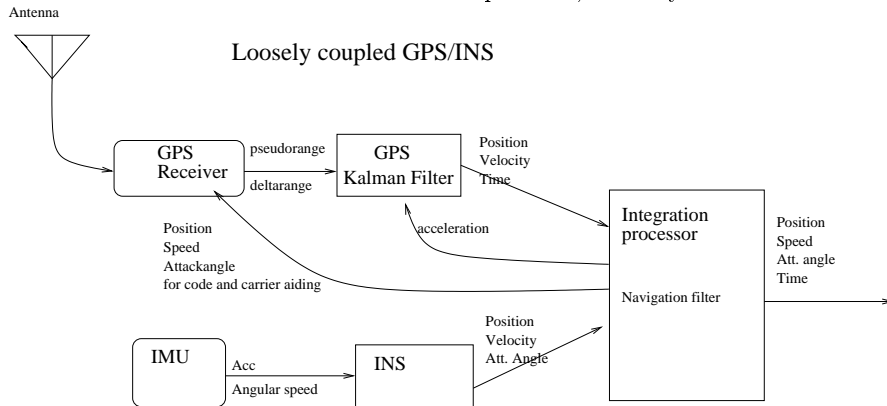 Antenna
Loosely coupled GPS/INS
GPS
Receiver
pseudorange
deltarange
GPS
Kalman Filter
Position
Velocity
Time
Integration
processor
Navigation filter
Position
Speed
Att. angle
Time
acceleration
Position
Speed
Attackangle
for code and carrier aiding
IMU
Acc
Angular speed
INS
Position
Velocity
Att. Angle